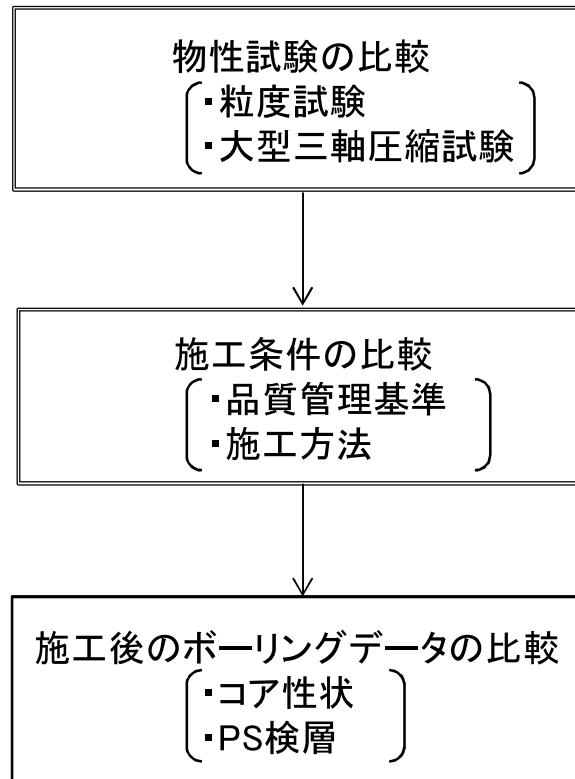 物性試験の比較
・粒度試験
・大型三軸圧縮試験
施工条件の比較
・品質管理基準
・施工方法
施工後のボーリングデータの比較
・コア性状
・PS検層